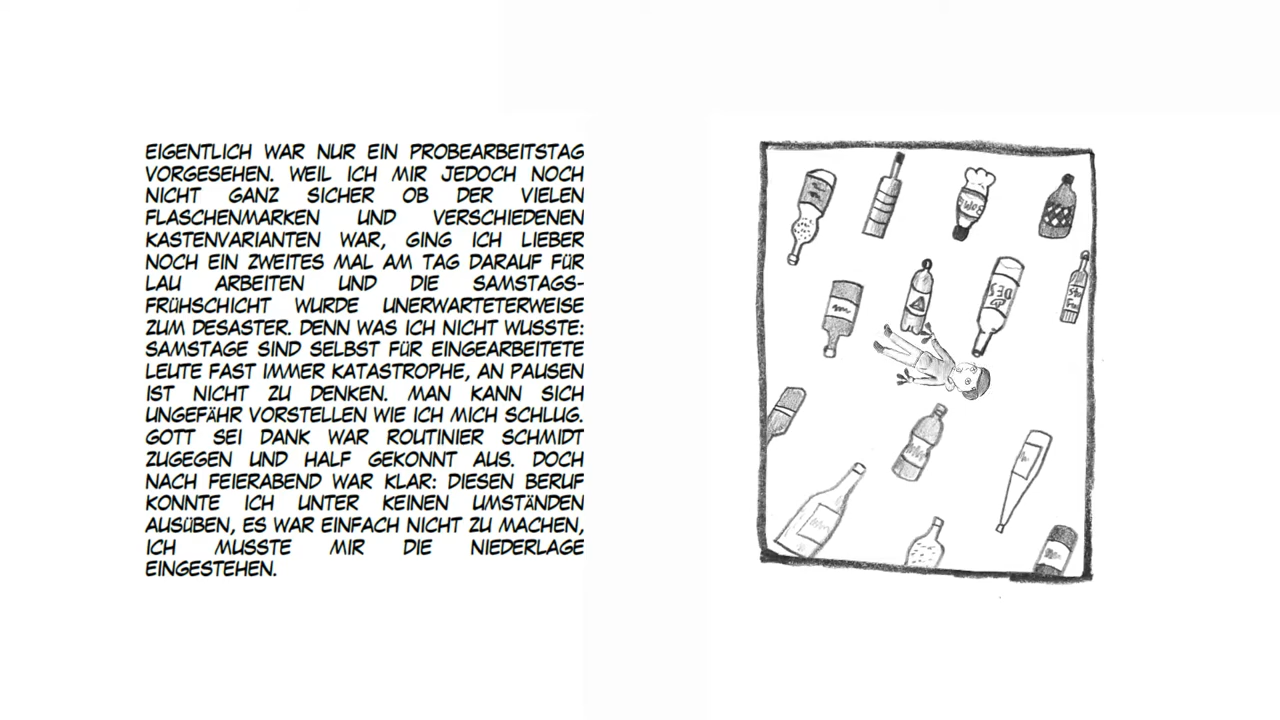 EIGENTLICH WAR NUR EIN PROBEARBEITSTAG
VORGESEHEN. WEIL ICH MIR JEDOCH NOCH
NICHT GANZ SICHER OB DER VIELEN
FLASCHENMARKEN UND VERSCHIEDENEN
KASTENVARIANTEN WAR, GING ICH LIEBER
NOCH EIN ZWEITES MAL AM TAG DARAUF FÜR
LAU ARBEITEN UND DIE SAMSTAGS-
FRÜHSCHICHT WURDE UNERWARTETERWEISE
ZUM DESASTER. DENN WAS ICH NICHT WUSSTE:
SAMSTAGE SIND SELBST FÜR EINGEARBEITETE
LEUTE FAST IMMER KATASTROPHE, AN PAUSEN
IST NICHT ZU DENKEN. MAN KANN SICH
UNGEFÄHR VORSTELLEN WIE ICH MICH SCHLUG.
GOTT SEI DANK WAR ROUTINIER SCHMIDT
ZUGEGEN UND HALF GEKONNT AUS. DOCH
NACH FEIERABEND WAR KLAR: DIESEN BERUF
KONNTE ICH UNTER KEINEN UMSTÄNDEN
AUSÜBEN, ES WAR EINFACH NICHT ZU MACHEN,
ICH MUSSTE MIR DIE NIEDERLAGE
EINGESTEHEN.